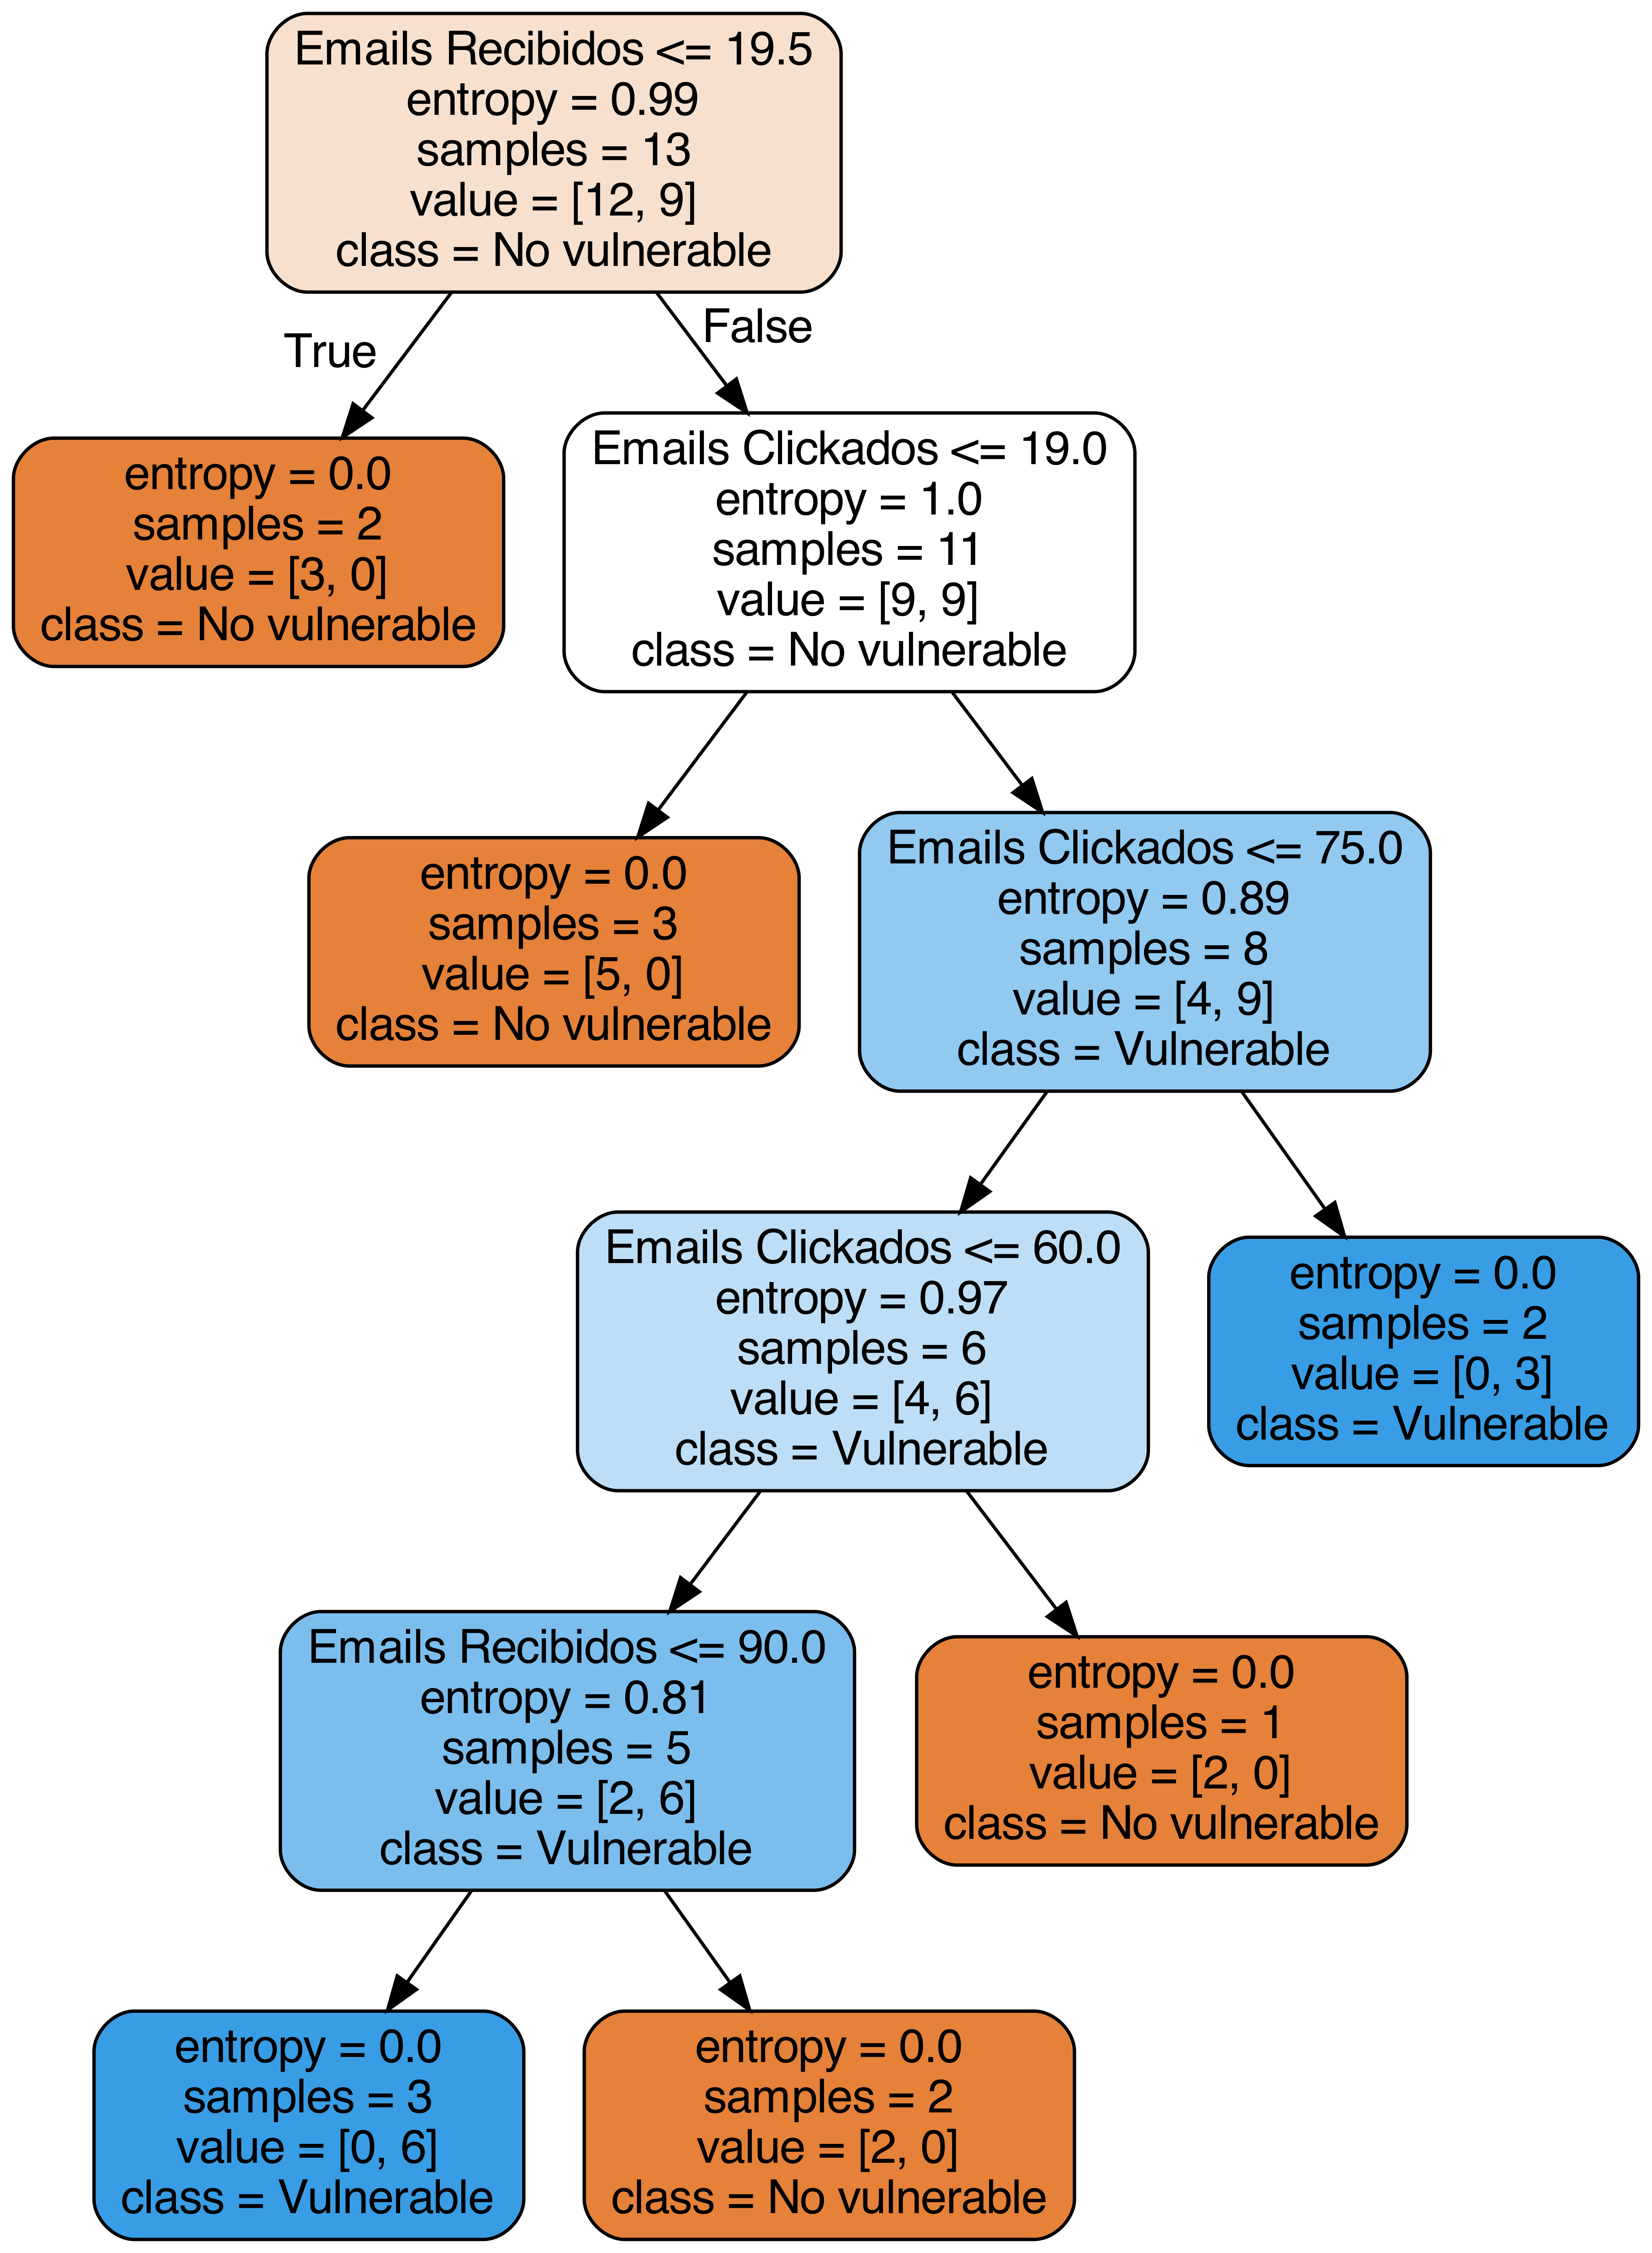 Emails Recibidos <= 19.5
entropy = 0.99
samples = 13
value = [12, 9]
class = No vulnerable
True
False
entropy = 0.0
samples = 2
value = [3, 0]
class = No vulnerable
Emails Clickados <= 19.0
entropy = 1.0
samples = 11
value = [9, 9]
class = No vulnerable
entropy = 0.0
samples = 3
value = [5, 0]
class = No vulnerable
Emails Clickados <= 75.0
entropy = 0.89
samples = 8
value = [4, 9]
class = Vulnerable
Emails Clickados <= 60.0
entropy = 0.97
samples = 6
value = [4, 6]
class = Vulnerable
entropy = 0.0
samples = 2
value = [0, 3]
class = Vulnerable
Emails Recibidos <= 90.0
entropy = 0.81
samples = 5
value = [2, 6]
class = Vulnerable
entropy = 0.0
samples = 1
value = [2, 0]
class = No vulnerable
entropy = 0.0
samples = 3
value = [0, 6]
class = Vulnerable
entropy = 0.0
samples = 2
value = [2, 0]
class = No vulnerable